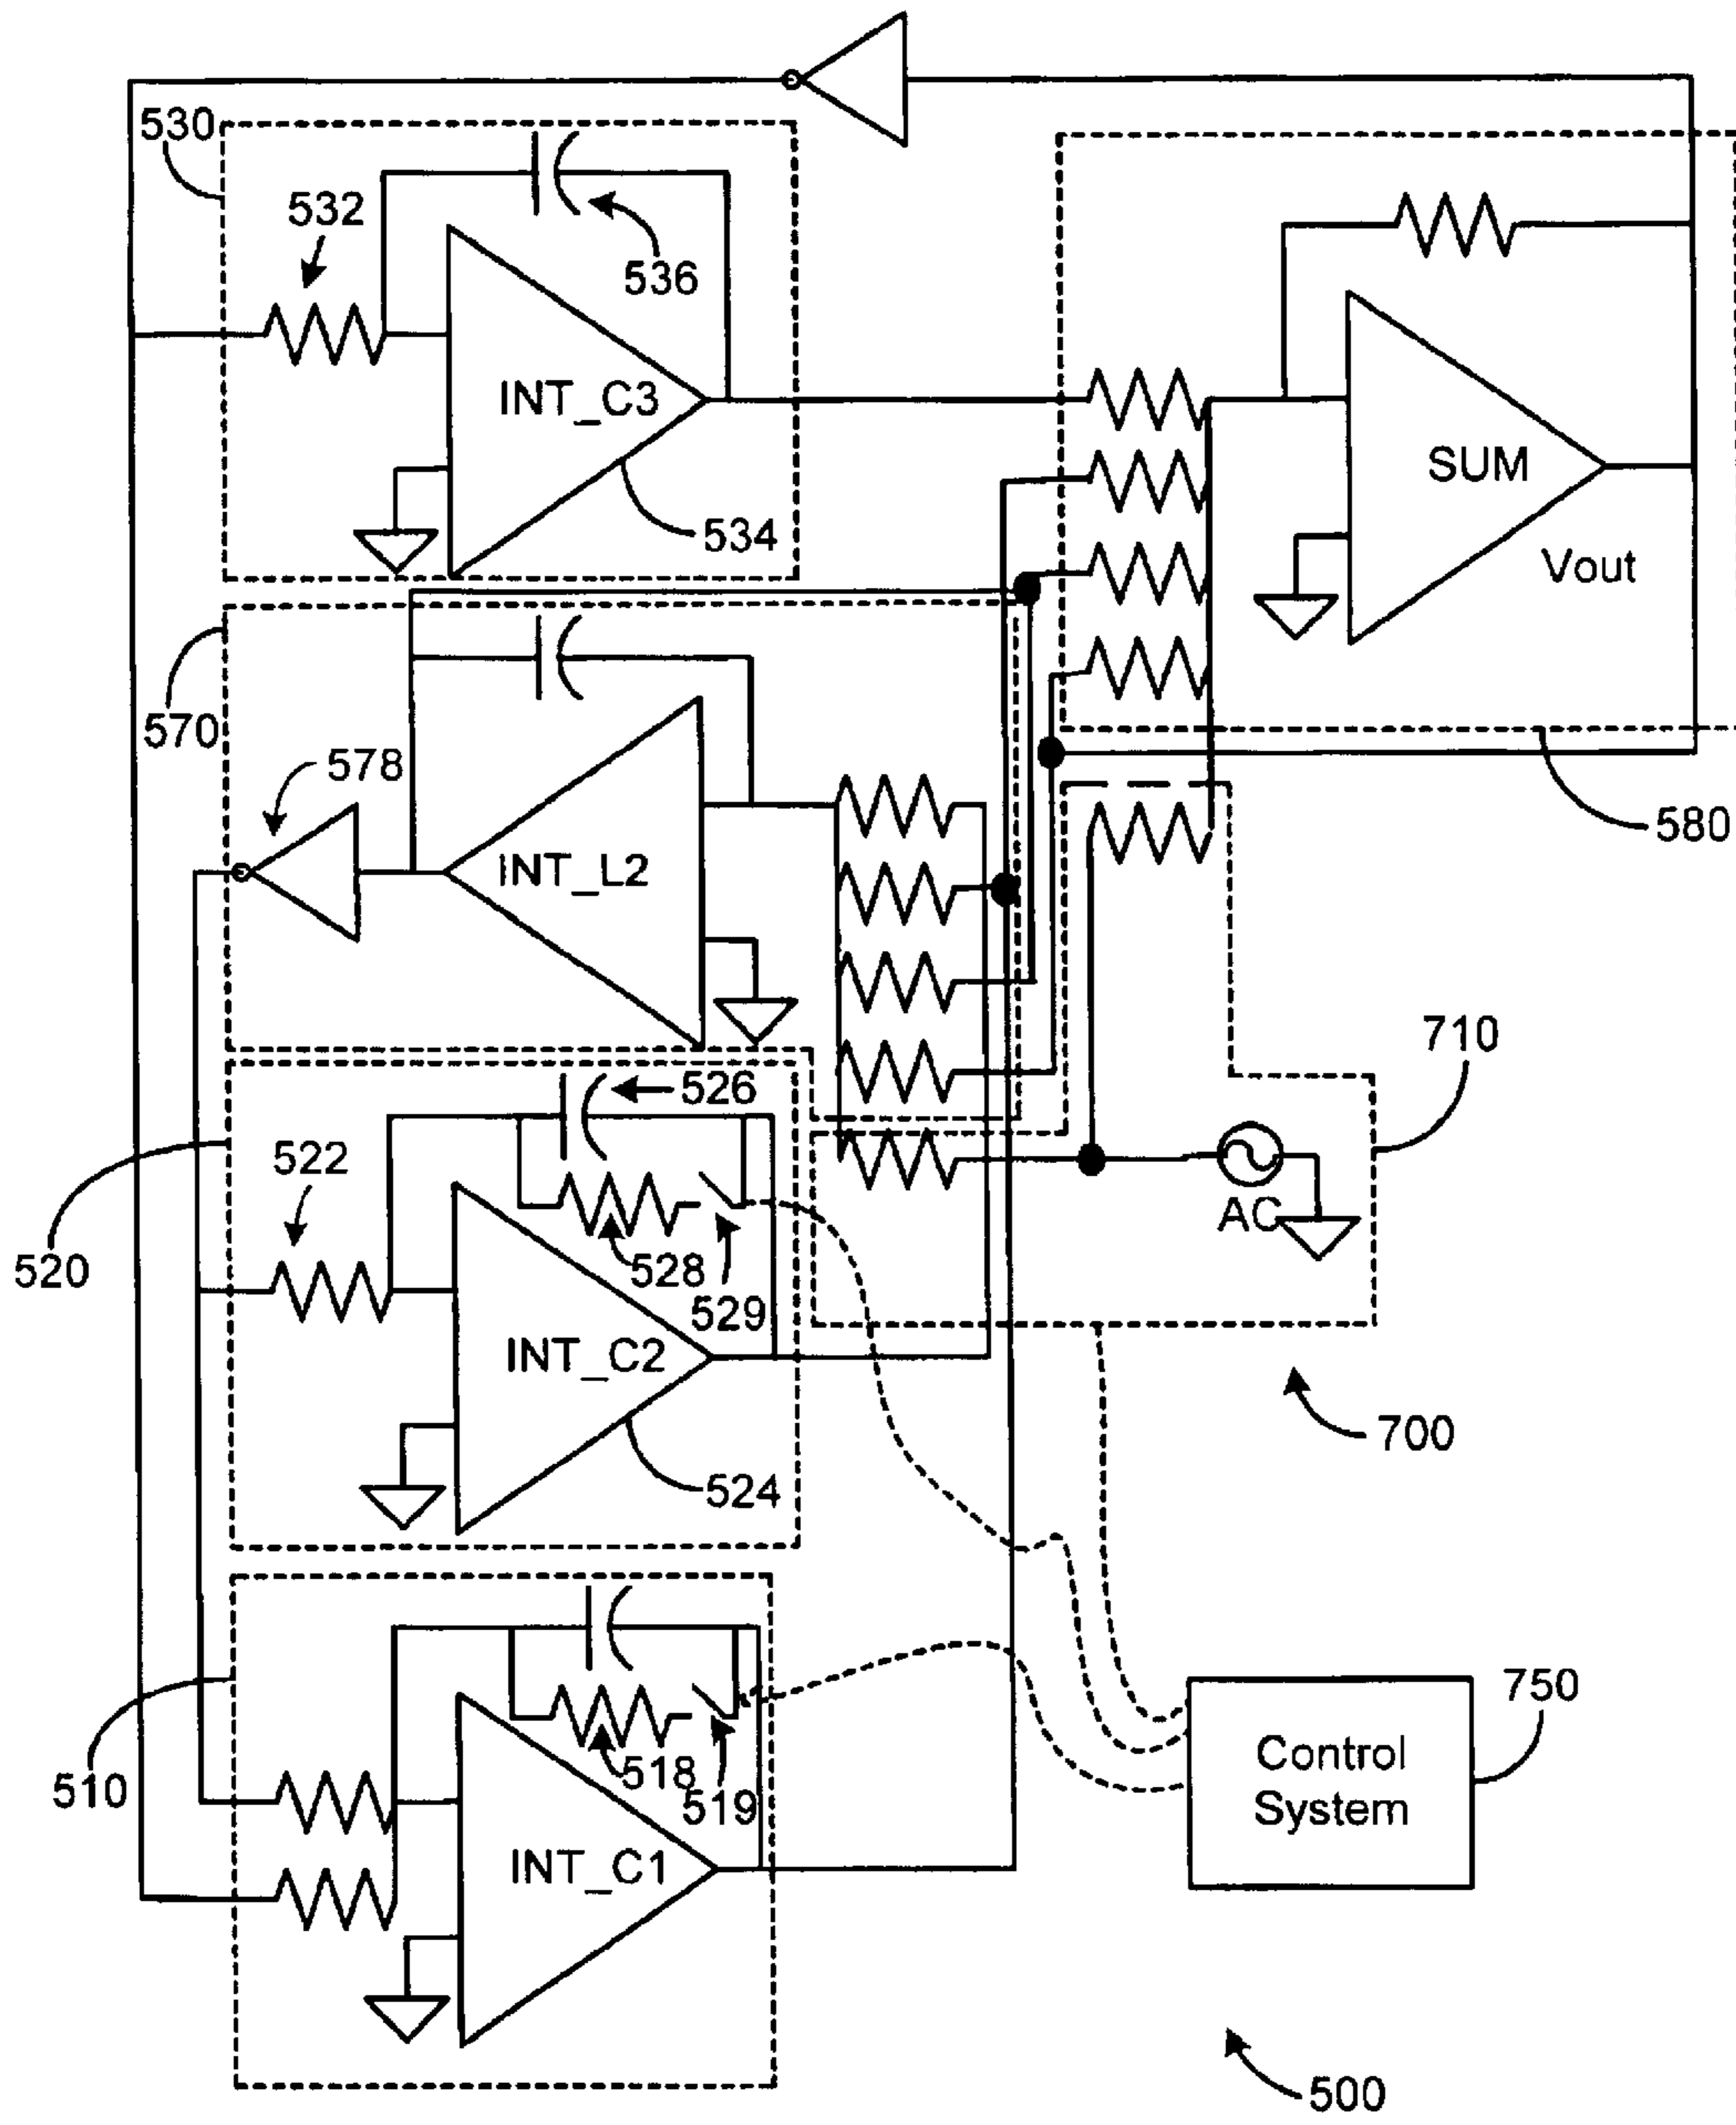 530
532
536
INT_C3
534
SUM
Vout
570
578
INT_L2
580
710
526
522
520
528
529
AC
INT_C2
700
524
510
518
519
750
Control
System
INT_C1
500